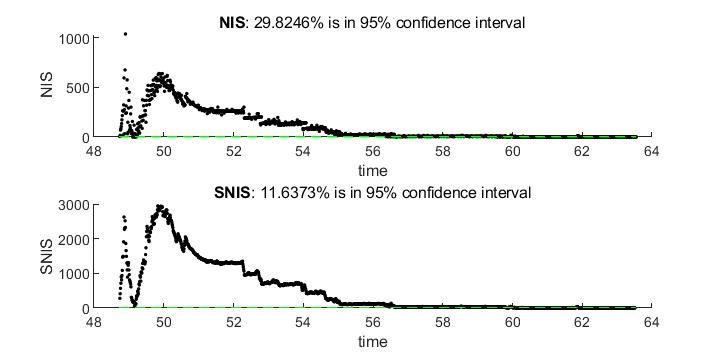 NIS: 29.8246% is in 95% confidence interval
1000
500
0
NIS
48 50 52 54 56 58 60 62 64
time
SNIS: 11.6373% is in 95% confidence interval
3000
2000
1000
0
SNIS
48 50 52 54 56 58 60 62 64
time